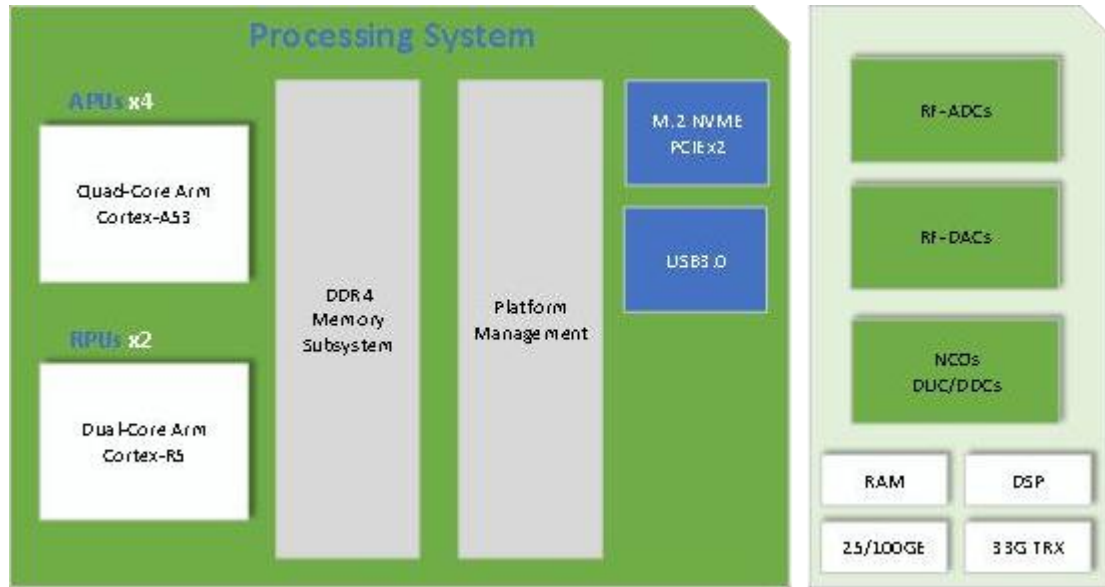 Processing System
APUs x4
Quad-Core Arm
Cortex-A53
RPUs x2
Dual-Core Arm
Cortex-R5
DDR4
Memory
Subsystem
Platform
Management
M.2 NVME
PCIEx2
USB3.0
RF-ADCs
RF-DACs
NCOs
DUC/DDCs
RAM
DSP
25/100GE
33G TRX